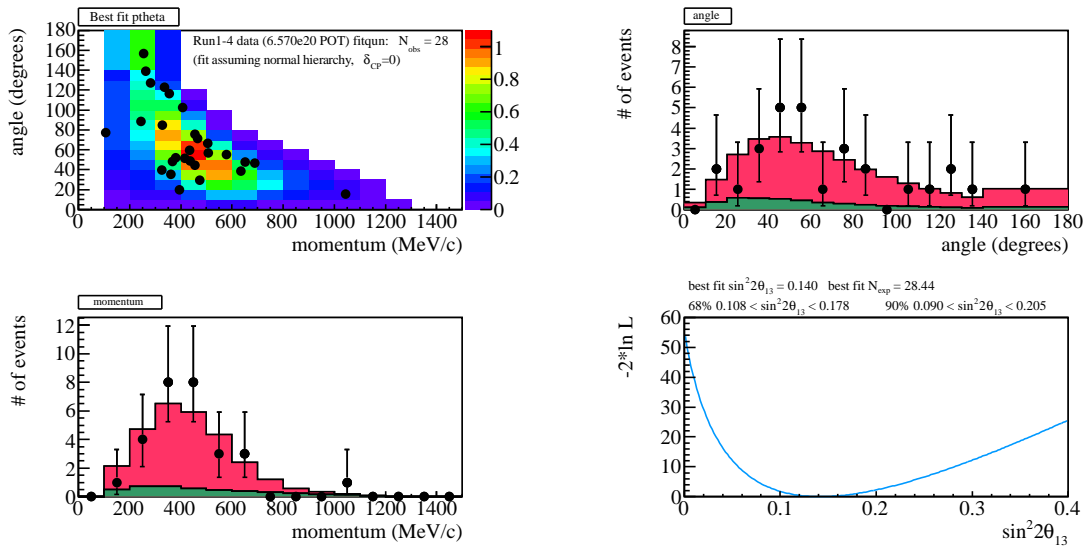 Best fit ptheta
Run1-4 data (6.570e20 POT) fitqun: N_obs = 28
(fit assuming normal hierarchy, δ_CP=0)
angle (degrees)
180
160
140
120
100
80
60
40
20
0
0 200 400 600 800 1000 1200 1400
momentum (MeV/c)
1
0.8
0.6
0.4
0.2
0
angle
# of events
8
7
6
5
4
3
2
1
0
0 20 40 60 80 100 120 140 160 180
angle (degrees)
momentum
# of events
12
10
8
6
4
2
0
0 200 400 600 800 1000 1200 1400
momentum (MeV/c)
best fit sin²2θ₁₃ = 0.140 best fit N_exp = 28.44
68% 0.108 < sin²2θ₁₃ < 0.178 90% 0.090 < sin²2θ₁₃ < 0.205
-2*ln L
60
50
40
30
20
10
0
0 0.1 0.2 0.3 0.4
sin²2θ₁₃